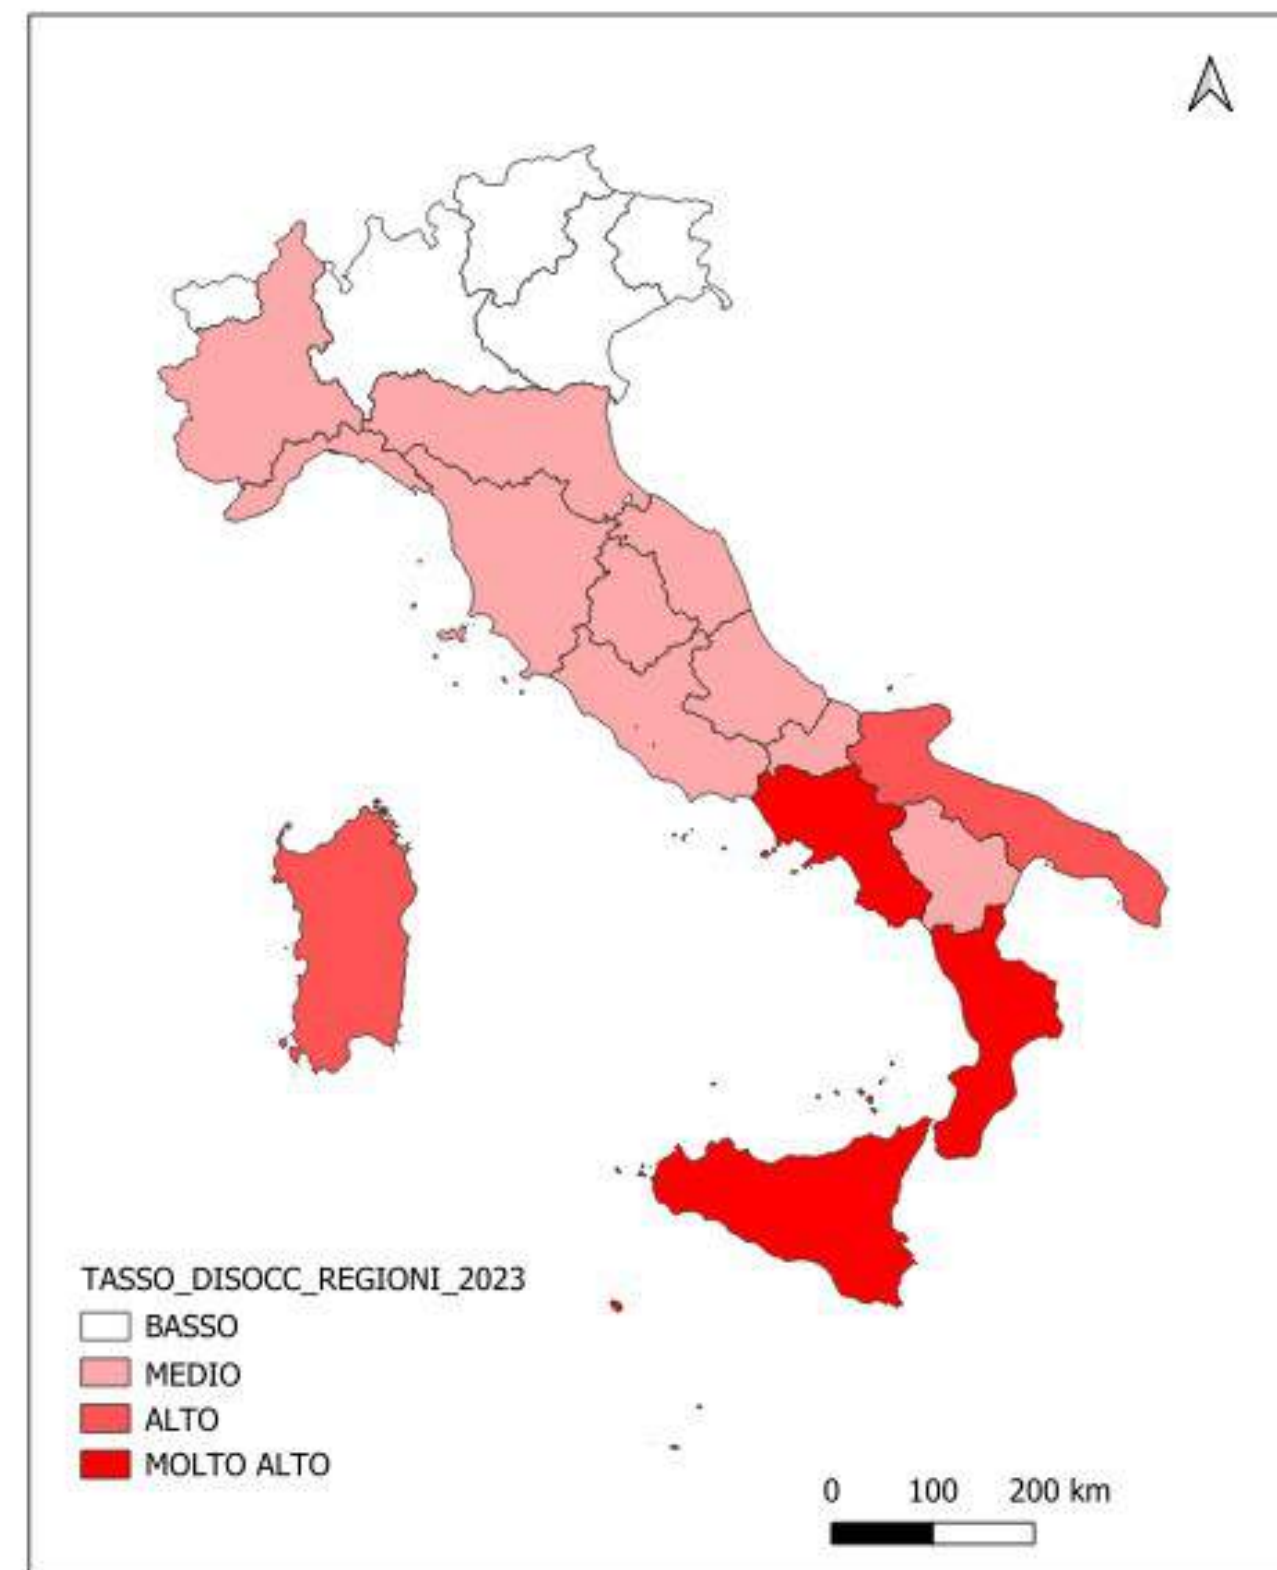 TASSO_DISOCC_REGIONI_2023
BASSO
MEDIO
ALTO
MOLTO ALTO
0 100 200 km